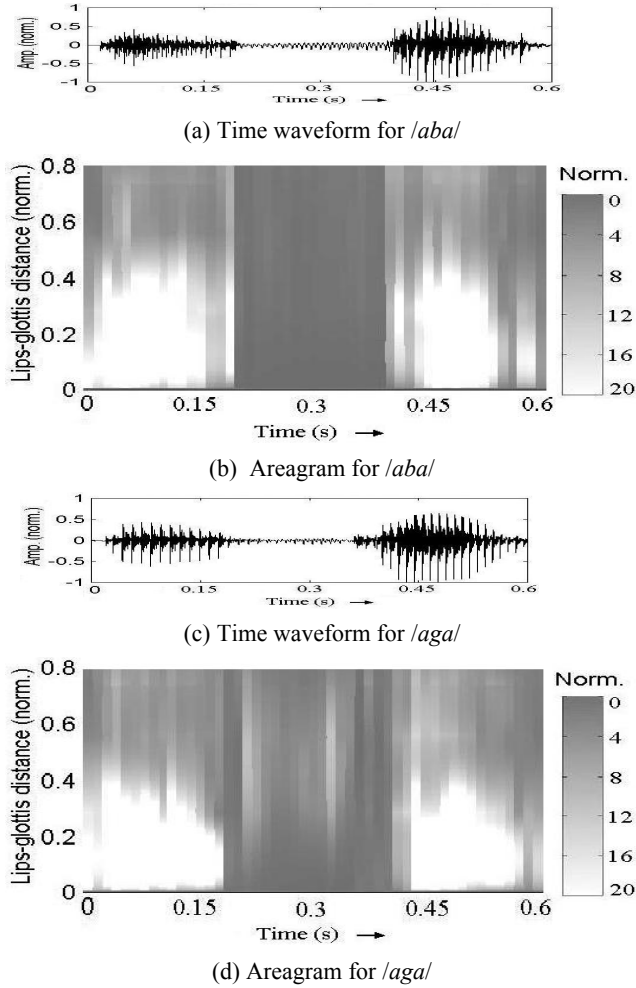 1
0.5
0
−0.5
-1
Amp. (norm.)
0 0.15 0.3 0.45 0.6
Time (s)
(a) Time waveform for /aba/
0.8
0.6
0.4
0.2
0
Lips-glottis distance (norm.)
0 0.15 0.3 0.45 0.6
Time (s)
Norm.
0
4
8
12
16
20
(b) Areagram for /aba/
1
0.5
0
-0.5
-1
Amp. (norm.)
0 0.15 0.3 0.45 0.6
Time (s)
(c) Time waveform for /aga/
0.8
0.6
0.4
0.2
0
Lips-glottis distance (norm.)
0 0.15 0.3 0.45 0.6
Time (s)
Norm.
0
4
8
12
16
20
(d) Areagram for /aga/